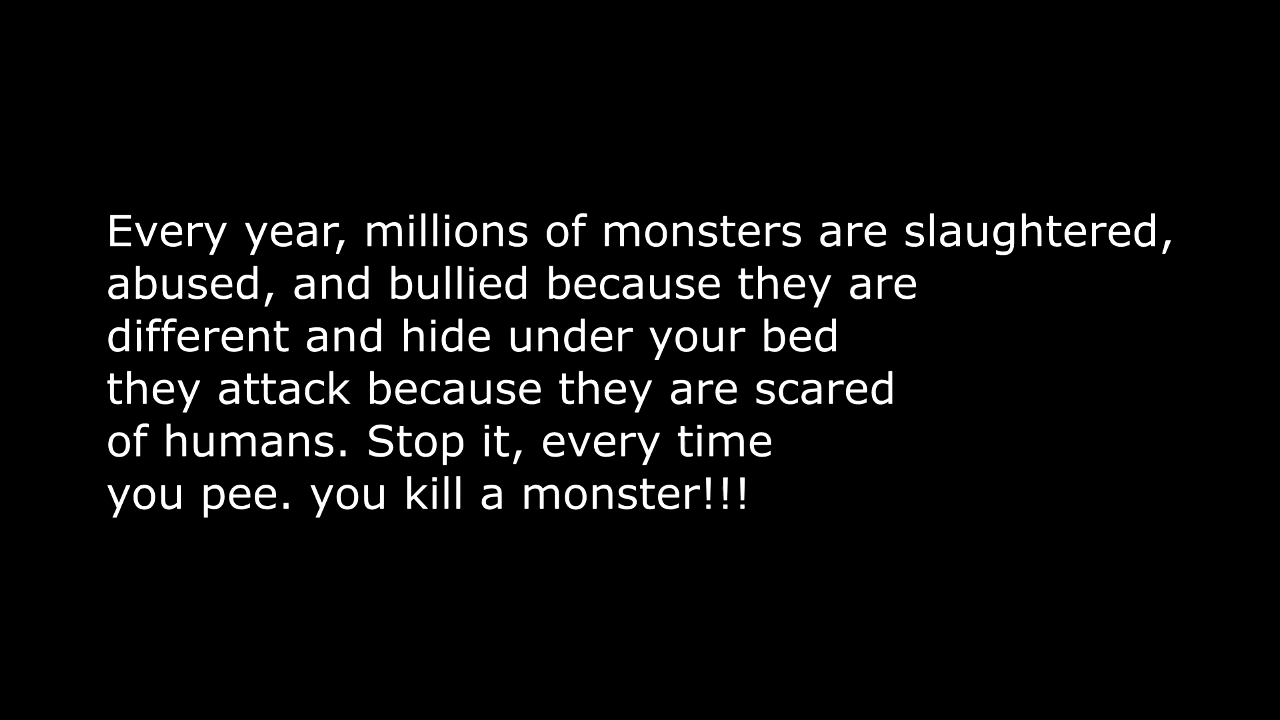 Every year, millions of monsters are slaughtered,
abused, and bullied because they are
different and hide under your bed
they attack because they are scared
of humans. Stop it, every time
you pee. you kill a monster!!!